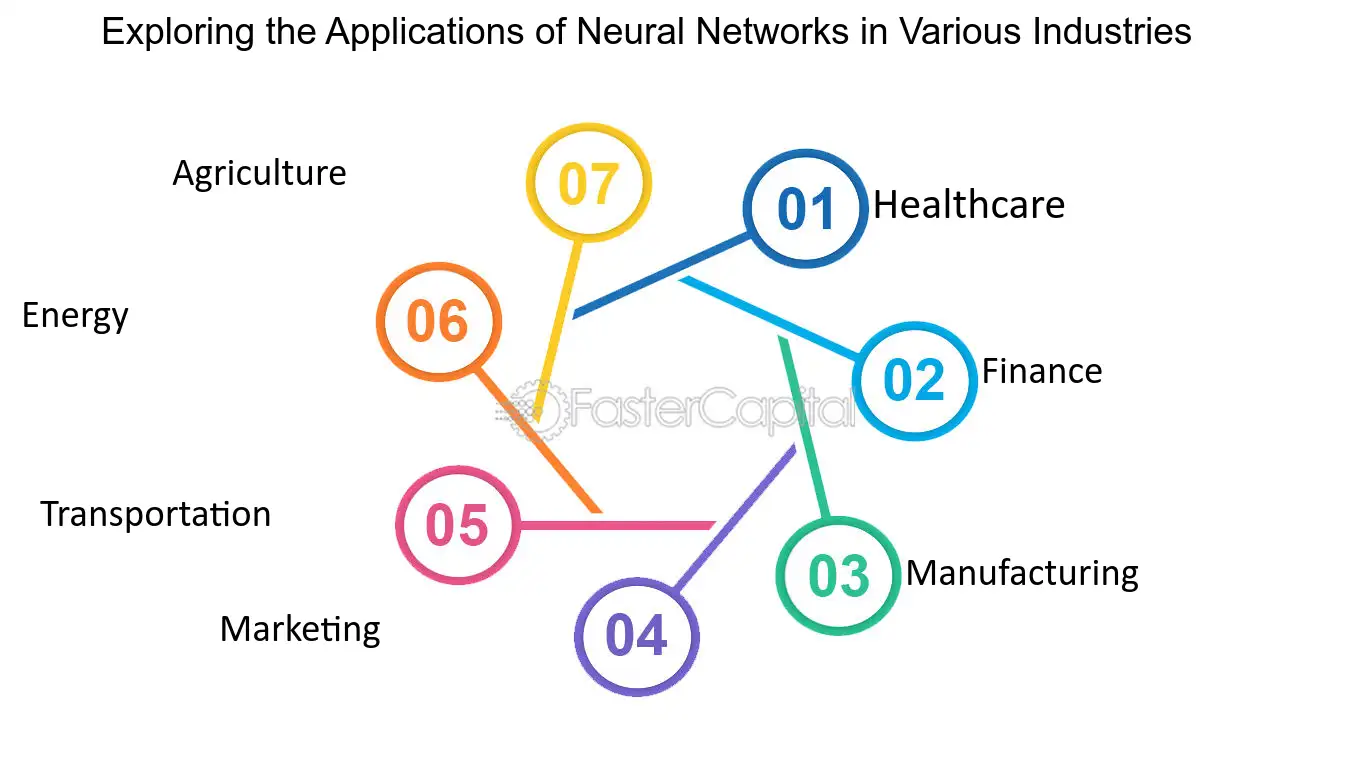 Exploring the Applications of Neural Networks in Various Industries
01
Healthcare
02
Finance
03
Manufacturing
04
Marketing
05
Transportation
06
Energy
07
Agriculture
FasterCapital